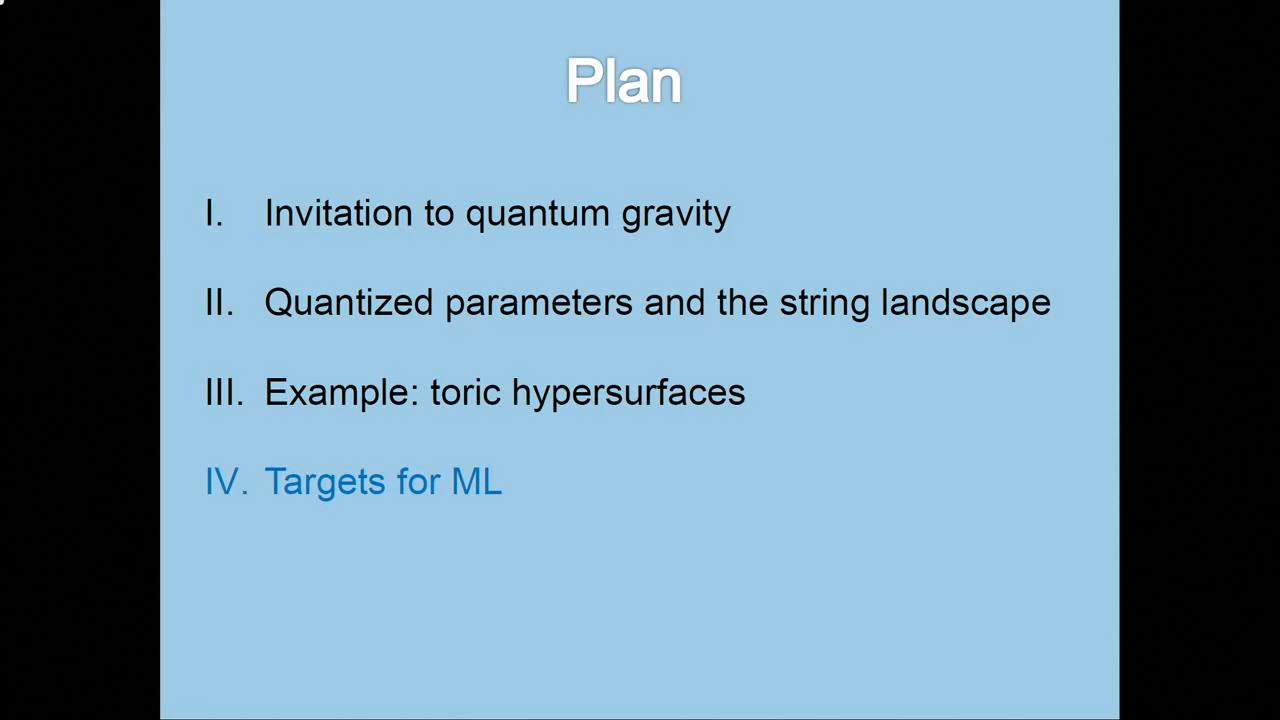 Plan
I. Invitation to quantum gravity
II. Quantized parameters and the string landscape
III. Example: toric hypersurfaces
IV. Targets for ML